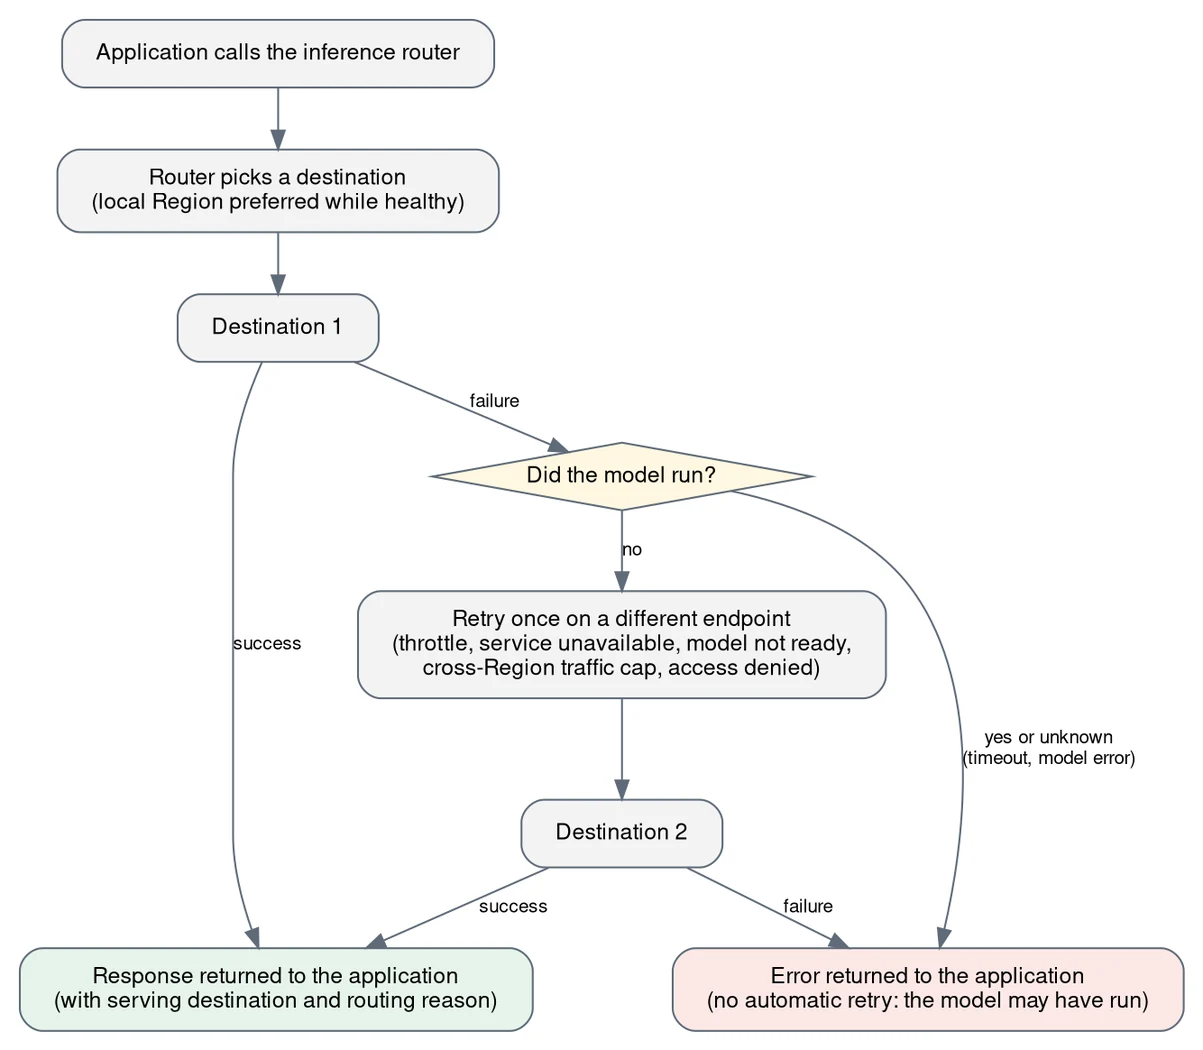 Application calls the inference router
Router picks a destination
(local Region preferred while healthy)
Destination 1
failure
Did the model run?
no
Retry once on a different endpoint
(throttle, service unavailable, model not ready,
cross-Region traffic cap, access denied)
success
yes or unknown
(timeout, model error)
Destination 2
success
failure
Response returned to the application
(with serving destination and routing reason)
Error returned to the application
(no automatic retry: the model may have run)